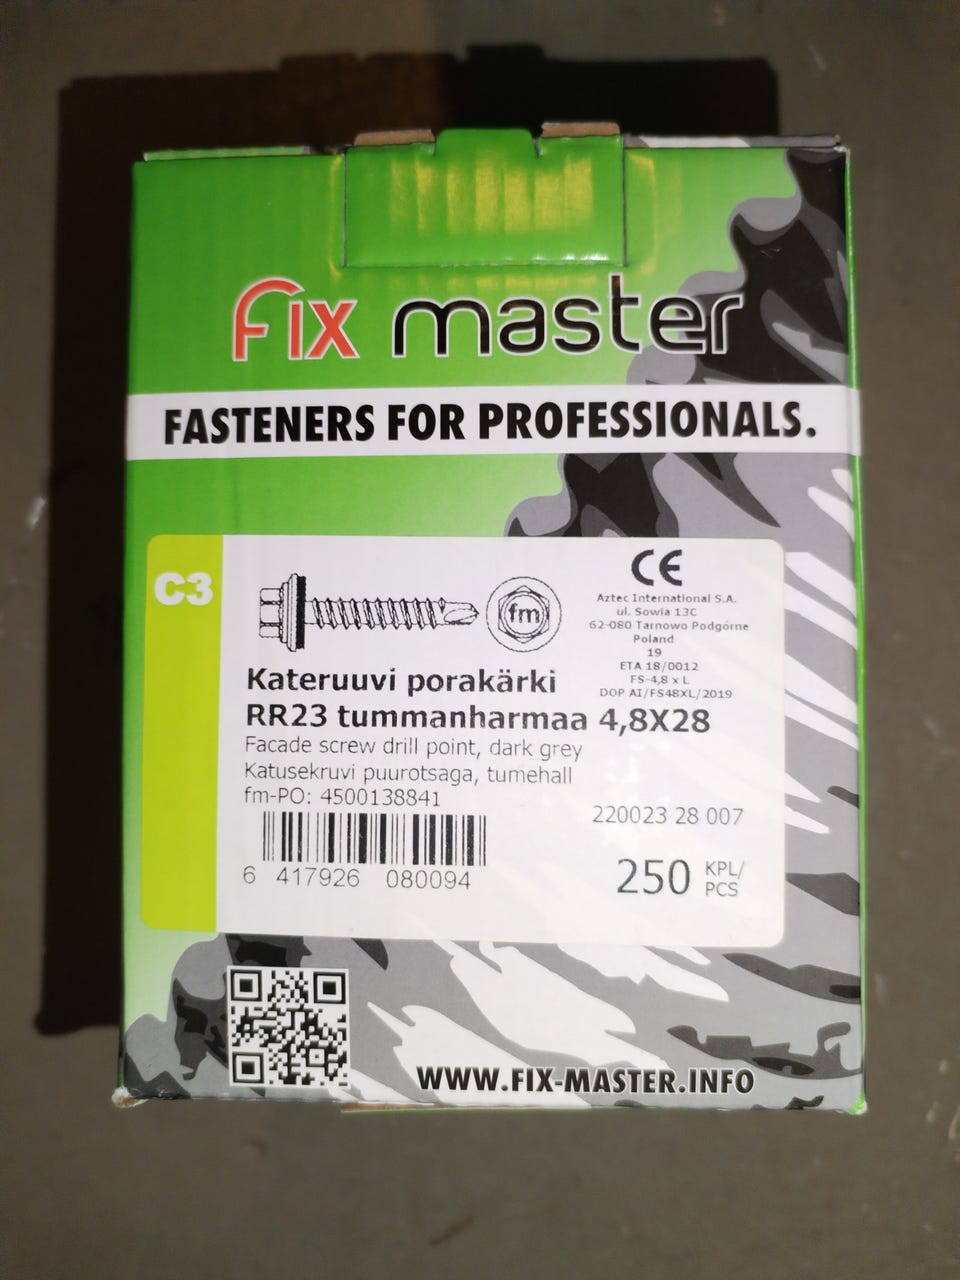 Fix master
FASTENERS FOR PROFESSIONALS.
C3
fm
CE
Aztec International S.A.
ul. Sowia 13C
62-080 Tarnowo Podgórne
Poland
19
ETA 18/0012
FS-4,8 x L
DOP AI/FS48XL/2019
Kateruuvi porakärki
RR23 tummanharmaa 4,8X28
Facade screw drill point, dark grey
Katusekruvi puurotsaga, tumehall
fm-PO: 4500138841
220023 28 007
6 417926 080094
250 KPL/
PCS
WWW.FIX-MASTER.INFO